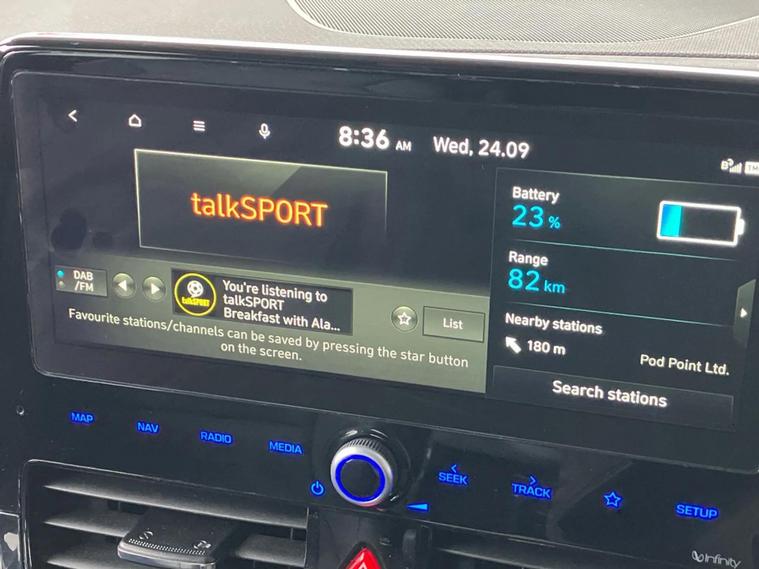 8:36 AM Wed, 24.09
talkSPORT
DAB
/FM
talkSPORT
You're listening to
talkSPORT
Breakfast with Ala...
List
Favourite stations/channels can be saved by pressing the star button
on the screen.
Battery
23 %
Range
82 km
Nearby stations
180 m
Pod Point Ltd.
Search stations
MAP
NAV
RADIO
MEDIA
SEEK
TRACK
SETUP
Infinity